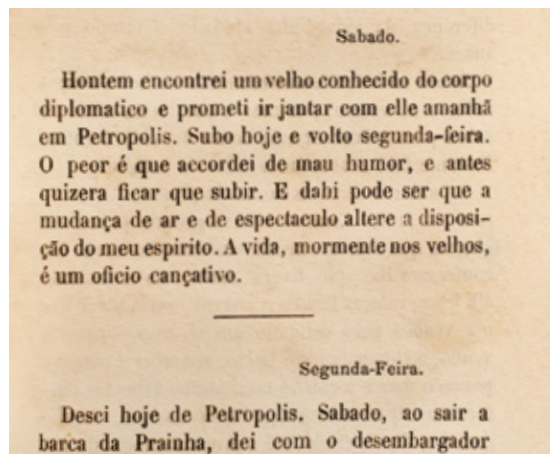 Sabado.
Hontem encontrei um velho conhecido do corpo
diplomatico e prometi ir jantar com elle amanhã
em Petropolis. Subo hoje e volto segunda-feira.
O peor é que accordei de mau humor, e antes
quizera ficar que subir. E dahi pode ser que a
mudança de ar e de espectaculo altere a disposi-
ção do meu espirito. A vida, mormente nos velhos,
é um oficio cançativo.
Segunda-Feira.
Desci hoje de Petropolis. Sabado, ao sair a
barca da Prainha, dei com o desembargador